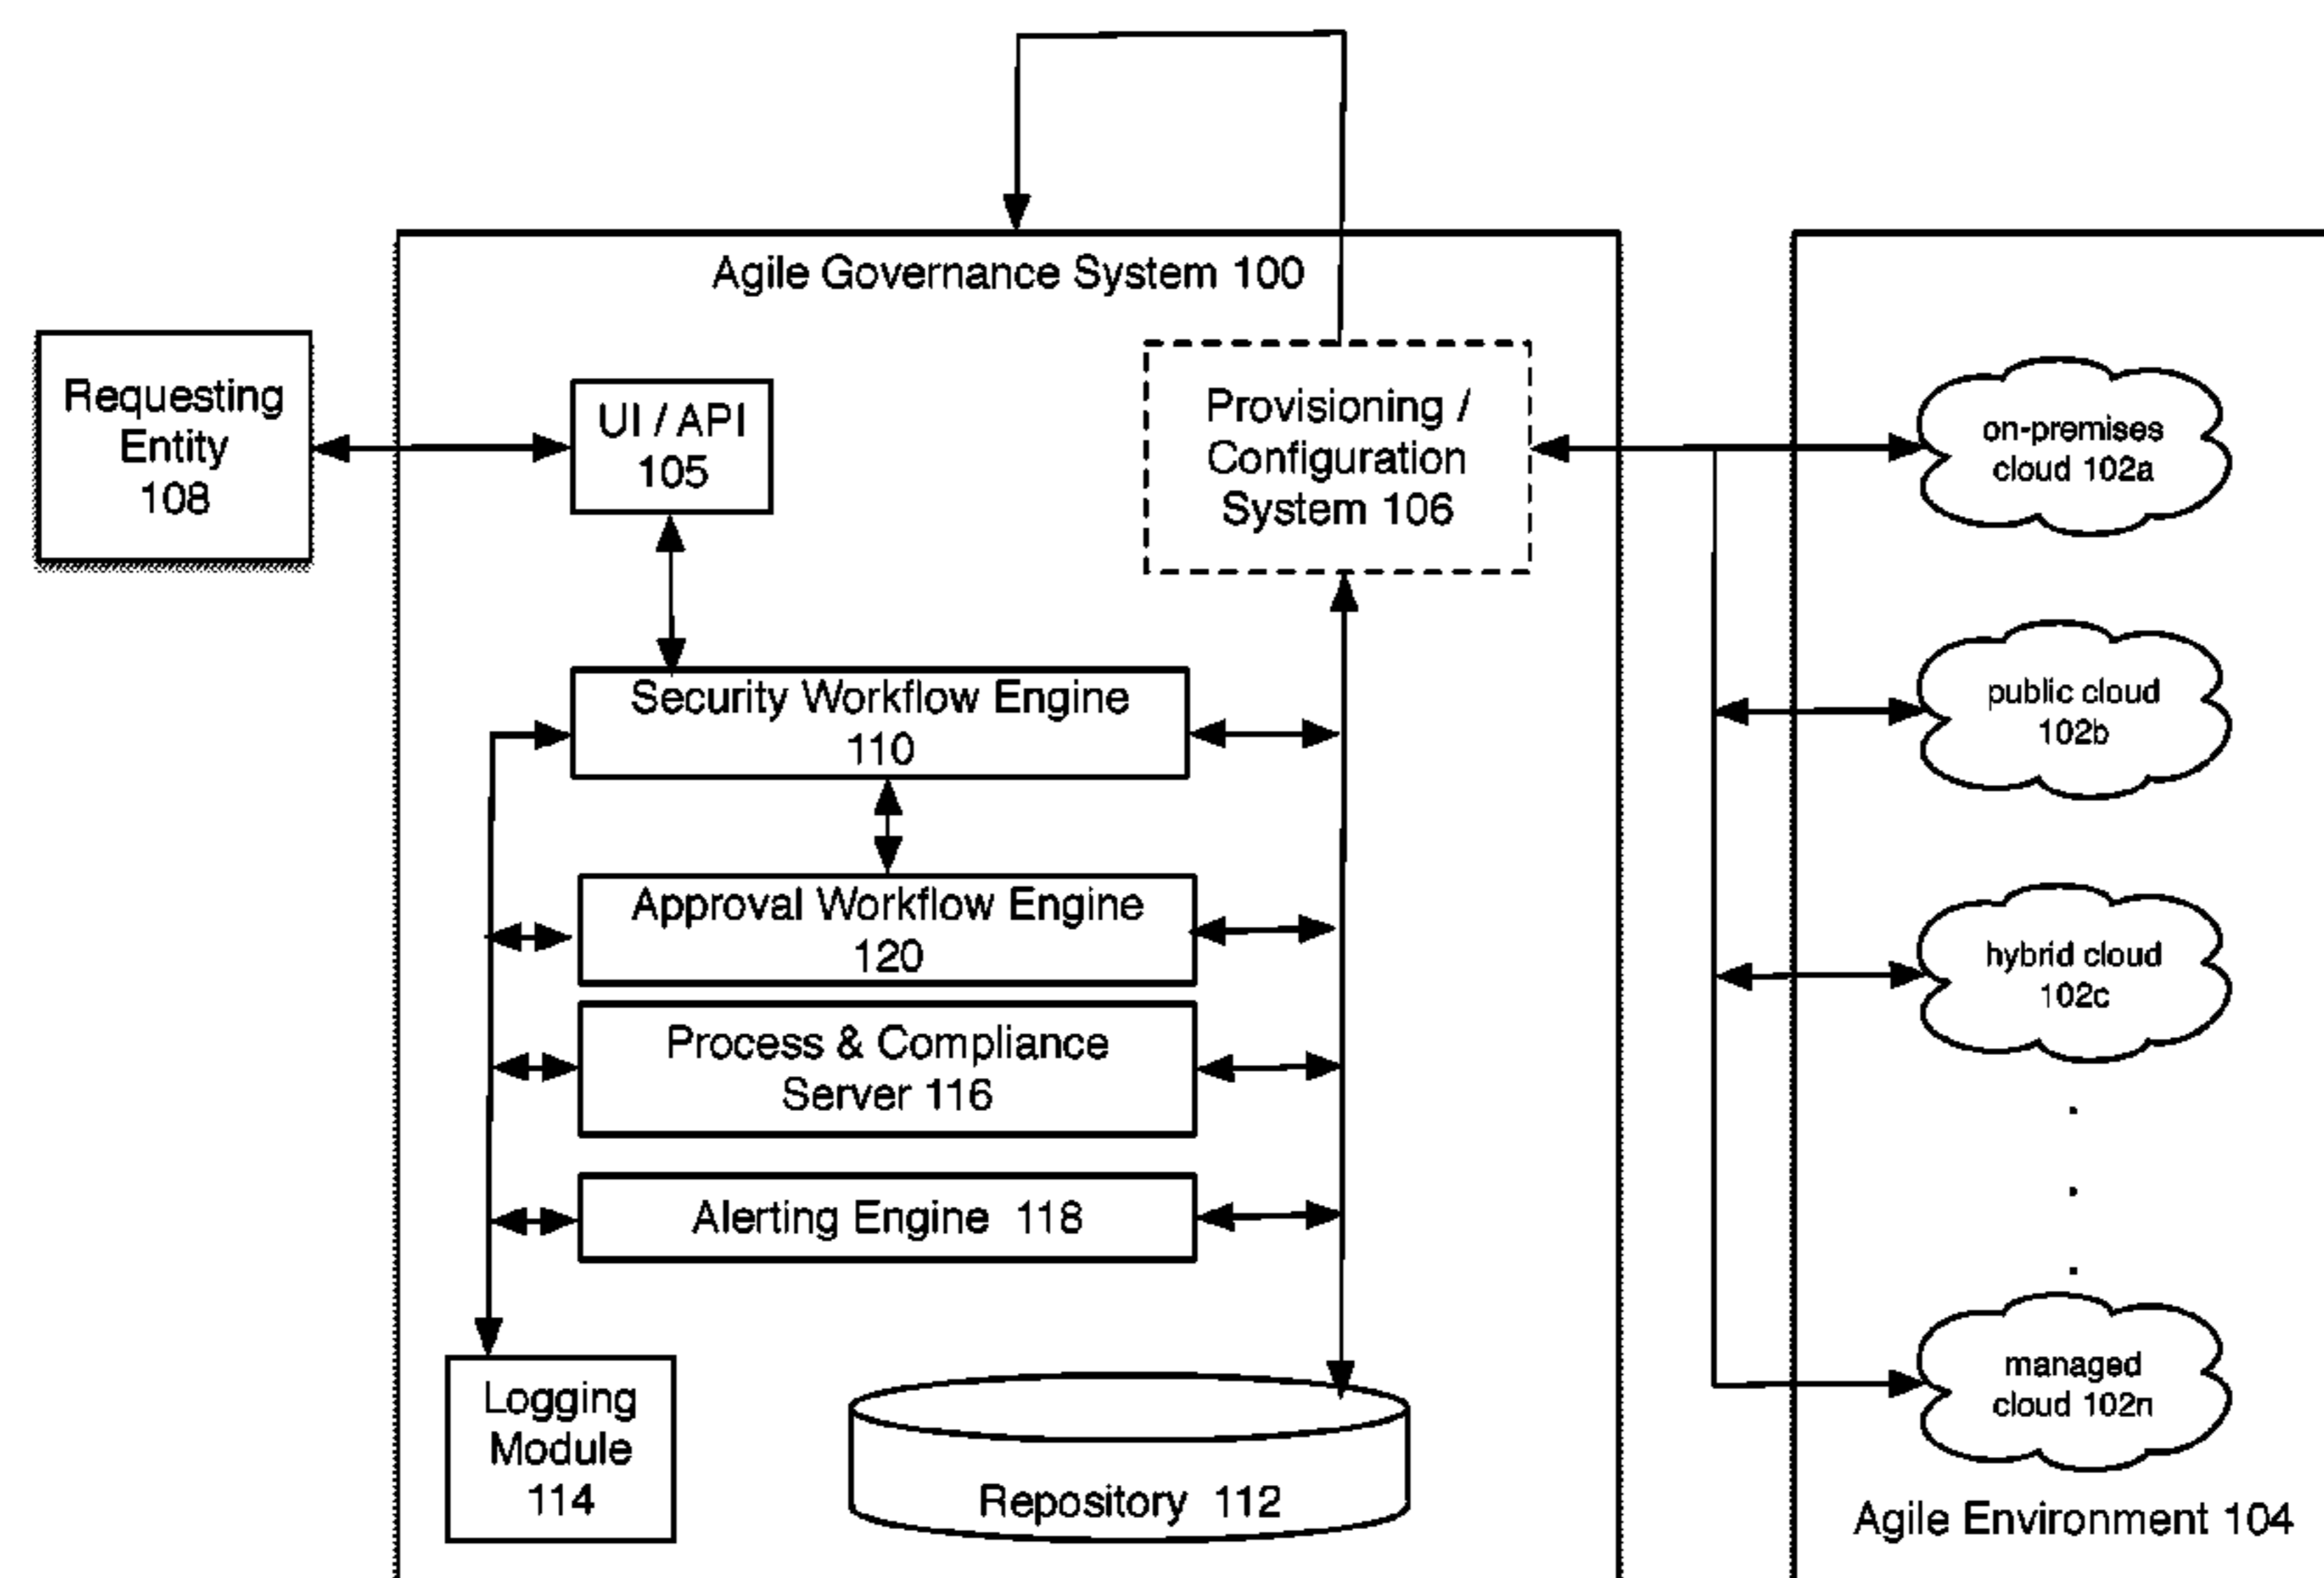 Agile Governance System 100
Requesting
Entity
108
UI / API
105
Provisioning /
Configuration
System 106
Security Workflow Engine
110
Approval Workflow Engine
120
Process & Compliance
Server 116
Alerting Engine 118
Logging
Module
114
Repository 112
on-premises
cloud 102a
public cloud
102b
hybrid cloud
102c
.
.
.
managed
cloud 102n
Agile Environment 104